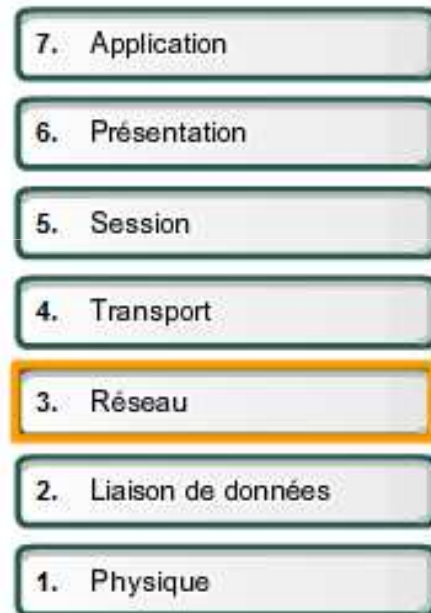 7. Application
6. Présentation
5. Session
4. Transport
3. Réseau
2. Liaison de données
1. Physique